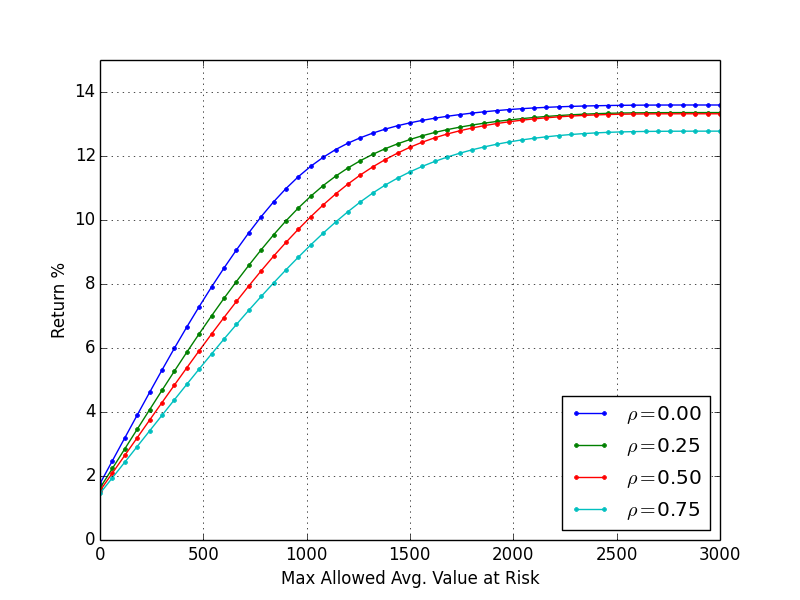 14
12
10
8
6
4
2
0
Return %
0 500 1000 1500 2000 2500 3000
Max Allowed Avg. Value at Risk
ρ=0.00
ρ=0.25
ρ=0.50
ρ=0.75